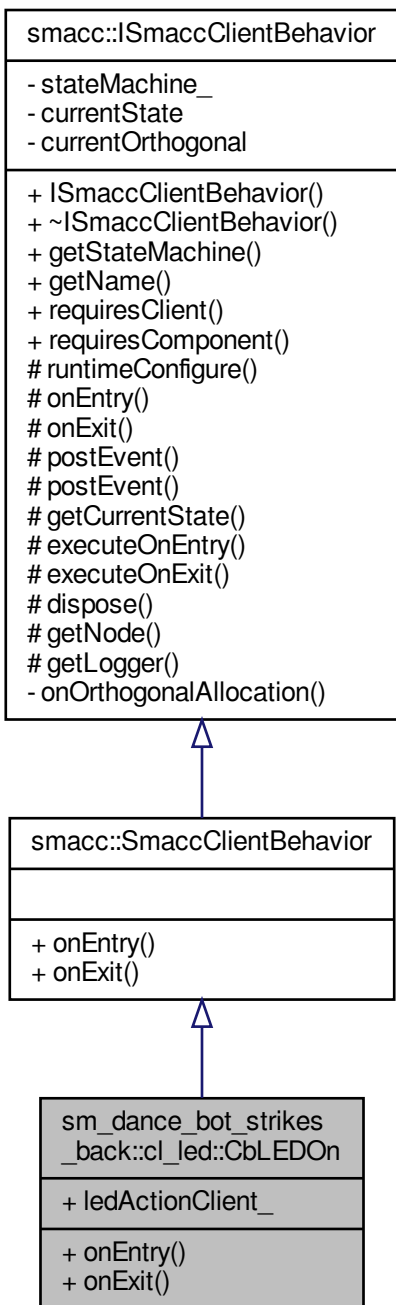 smacc::ISmaccClientBehavior
- stateMachine_
- currentState
- currentOrthogonal
+ ISmaccClientBehavior()
+ ~ISmaccClientBehavior()
+ getStateMachine()
+ getName()
+ requiresClient()
+ requiresComponent()
# runtimeConfigure()
# onEntry()
# onExit()
# postEvent()
# postEvent()
# getCurrentState()
# executeOnEntry()
# executeOnExit()
# dispose()
# getNode()
# getLogger()
- onOrthogonalAllocation()
smacc::SmaccClientBehavior
+ onEntry()
+ onExit()
sm_dance_bot_strikes
_back::cl_led::CbLEDOn
+ ledActionClient_
+ onEntry()
+ onExit()